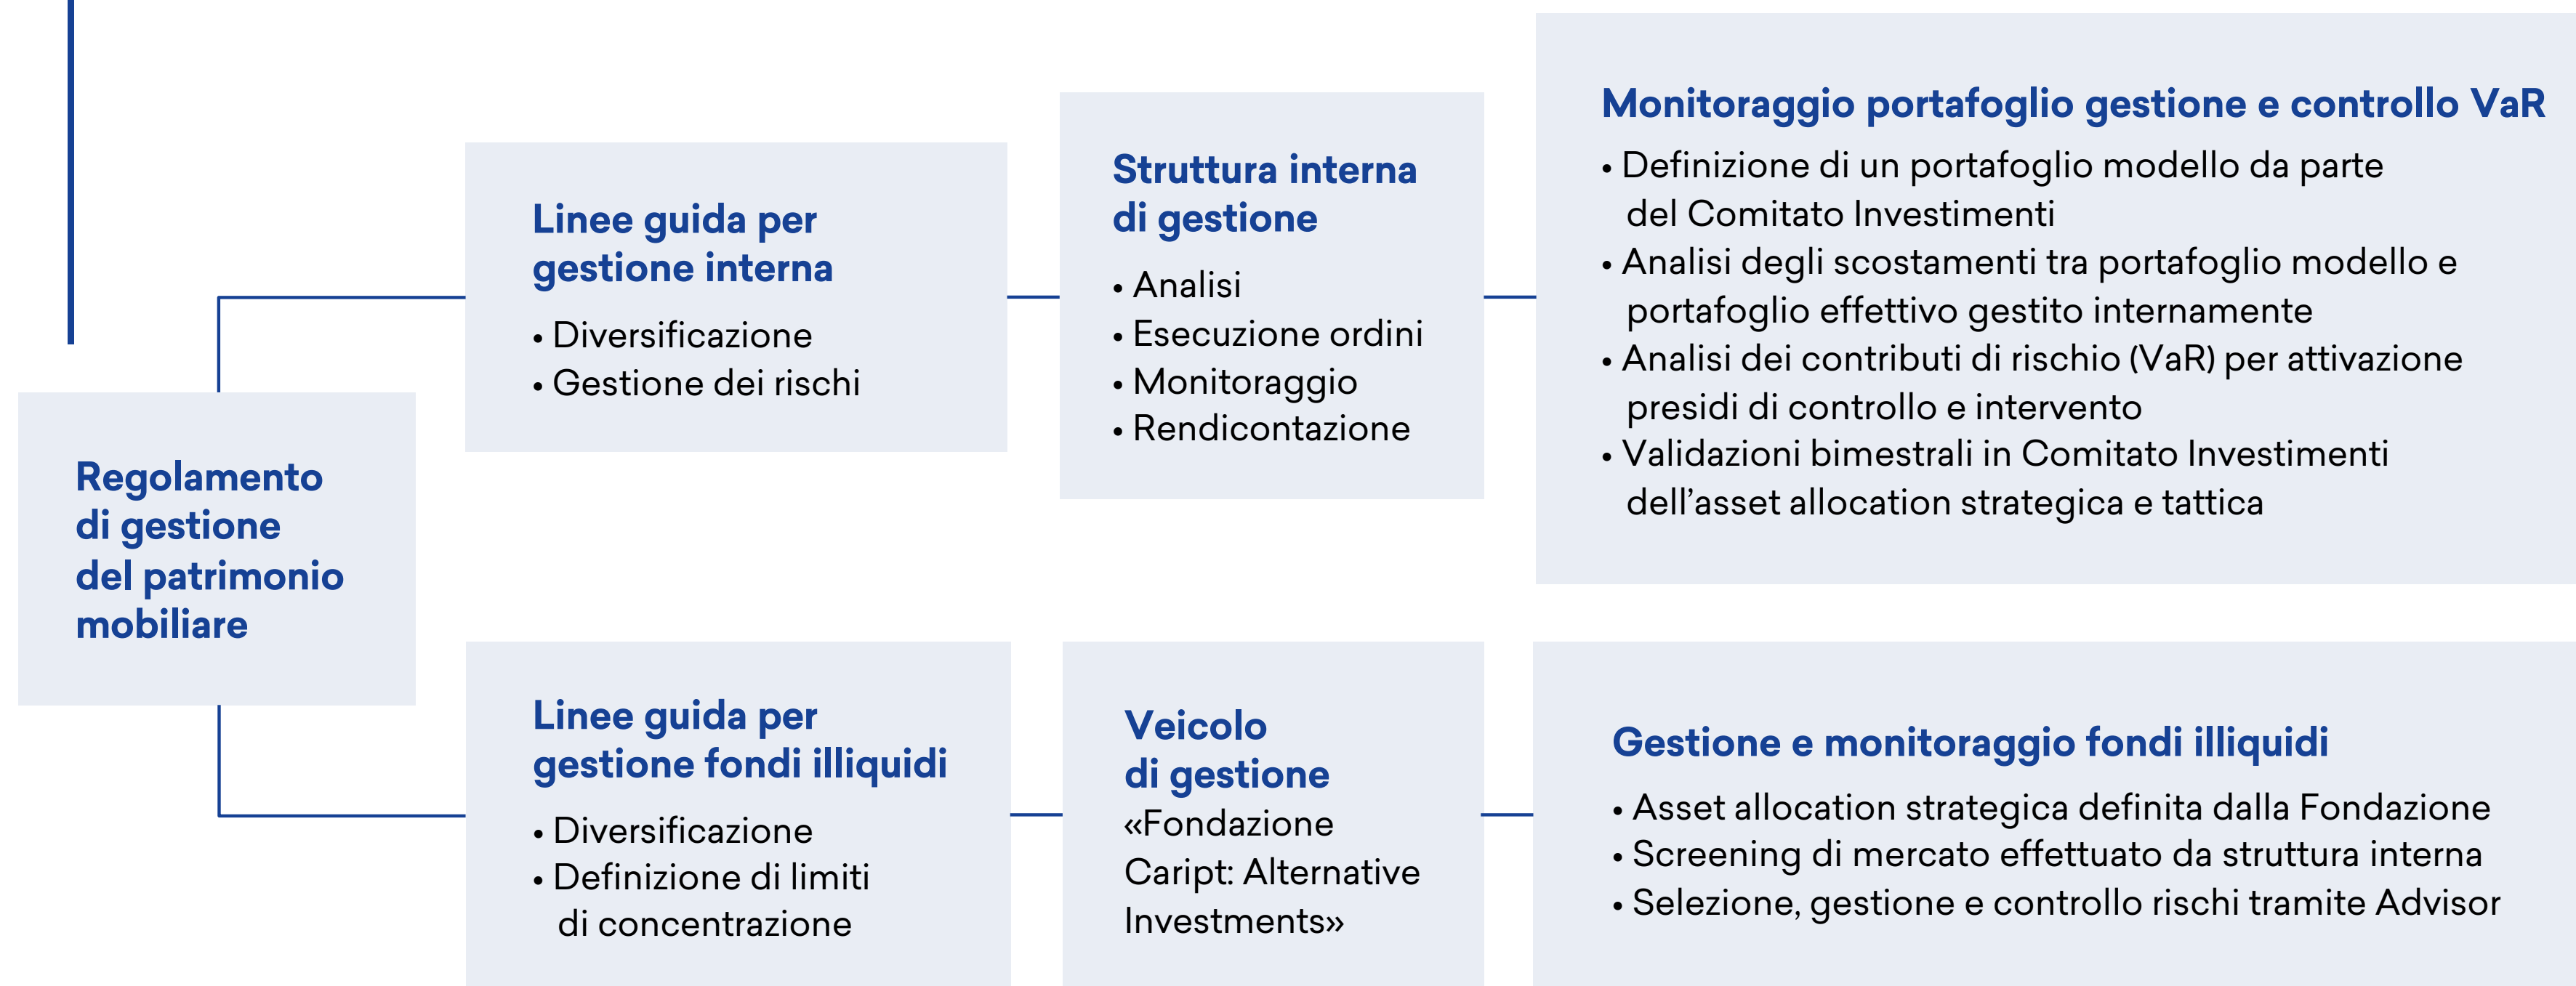 Regolamento
di gestione
del patrimonio
mobiliare
Linee guida per
gestione interna
• Diversificazione
• Gestione dei rischi
Struttura interna
di gestione
• Analisi
• Esecuzione ordini
• Monitoraggio
• Rendicontazione
Monitoraggio portafoglio gestione e controllo VaR
• Definizione di un portafoglio modello da parte
del Comitato Investimenti
• Analisi degli scostamenti tra portafoglio modello e
portafoglio effettivo gestito internamente
• Analisi dei contributi di rischio (VaR) per attivazione
presidi di controllo e intervento
• Validazioni bimestrali in Comitato Investimenti
dell’asset allocation strategica e tattica
Linee guida per
gestione fondi illiquidi
• Diversificazione
• Definizione di limiti
di concentrazione
Veicolo
di gestione
«Fondazione
Caript: Alternative
Investments»
Gestione e monitoraggio fondi illiquidi
• Asset allocation strategica definita dalla Fondazione
• Screening di mercato effettuato da struttura interna
• Selezione, gestione e controllo rischi tramite Advisor